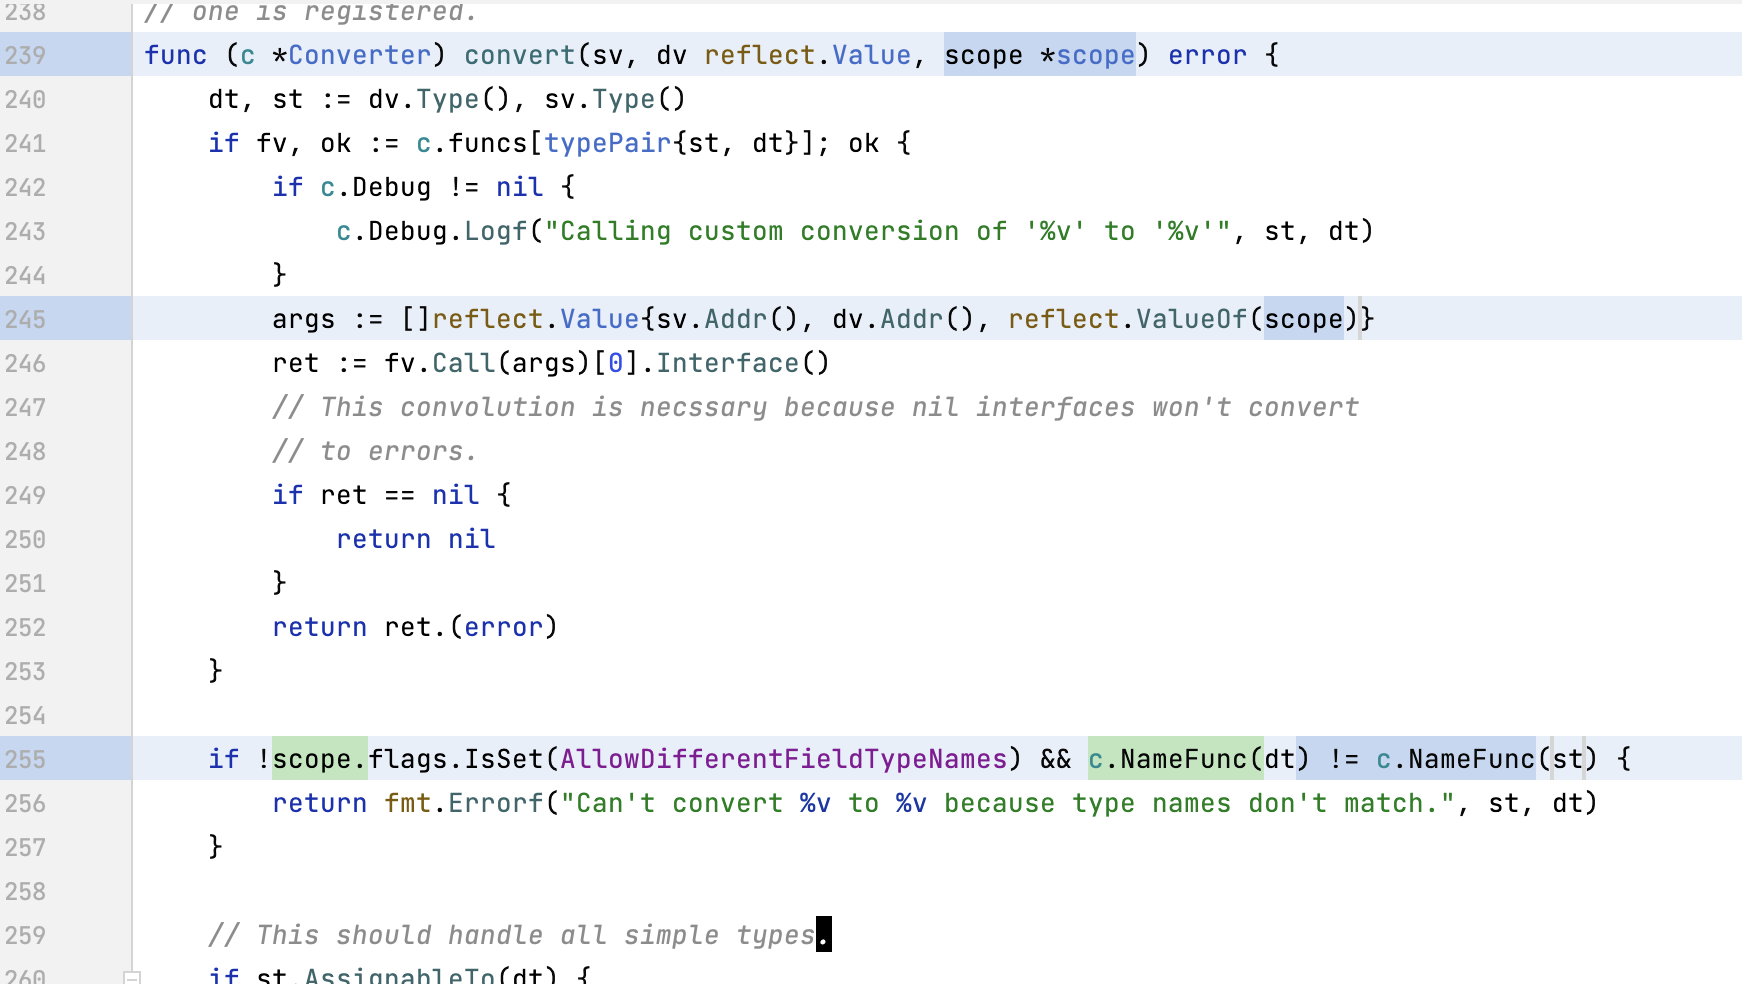 238 // one is registered.
239 func (c *Converter) convert(sv, dv reflect.Value, scope *scope) error {
240 dt, st := dv.Type(), sv.Type()
241 if fv, ok := c.funcs[typePair{st, dt}]; ok {
242 if c.Debug != nil {
243 c.Debug.Logf("Calling custom conversion of '%v' to '%v'", st, dt)
244 }
245 args := []reflect.Value{sv.Addr(), dv.Addr(), reflect.ValueOf(scope)}
246 ret := fv.Call(args)[0].Interface()
247 // This convolution is necssary because nil interfaces won't convert
248 // to errors.
249 if ret == nil {
250 return nil
251 }
252 return ret.(error)
253 }
254
255 if !scope.flags.IsSet(AllowDifferentFieldTypeNames) && c.NameFunc(dt) != c.NameFunc(st) {
256 return fmt.Errorf("Can't convert %v to %v because type names don't match.", st, dt)
257 }
258
259 // This should handle all simple types.
260 if st.AssignableTo(dt) {